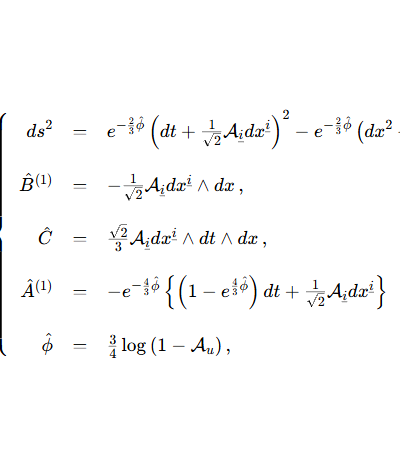 ds² = e^{-\frac{2}{3}\hat{\phi}} \left( dt + \frac{1}{\sqrt{2}} \mathcal{A}_{\underline{i}} dx^{\underline{i}} \right)^2 - e^{-\frac{2}{3}\hat{\phi}} \left( dx^2 -
\hat{B}^{(1)} = -\frac{1}{\sqrt{2}} \mathcal{A}_{\underline{i}} dx^{\underline{i}} \wedge dx \, ,
\hat{C} = \frac{\sqrt{2}}{3} \mathcal{A}_{\underline{i}} dx^{\underline{i}} \wedge dt \wedge dx \, ,
\hat{A}^{(1)} = -e^{-\frac{4}{3}\hat{\phi}} \left\{ \left( 1 - e^{\frac{4}{3}\hat{\phi}} \right) dt + \frac{1}{\sqrt{2}} \mathcal{A}_{\underline{i}} dx^{\underline{i}} \right\}
\hat{\phi} = \frac{3}{4} \log \left( 1 - \mathcal{A}_u \right) ,